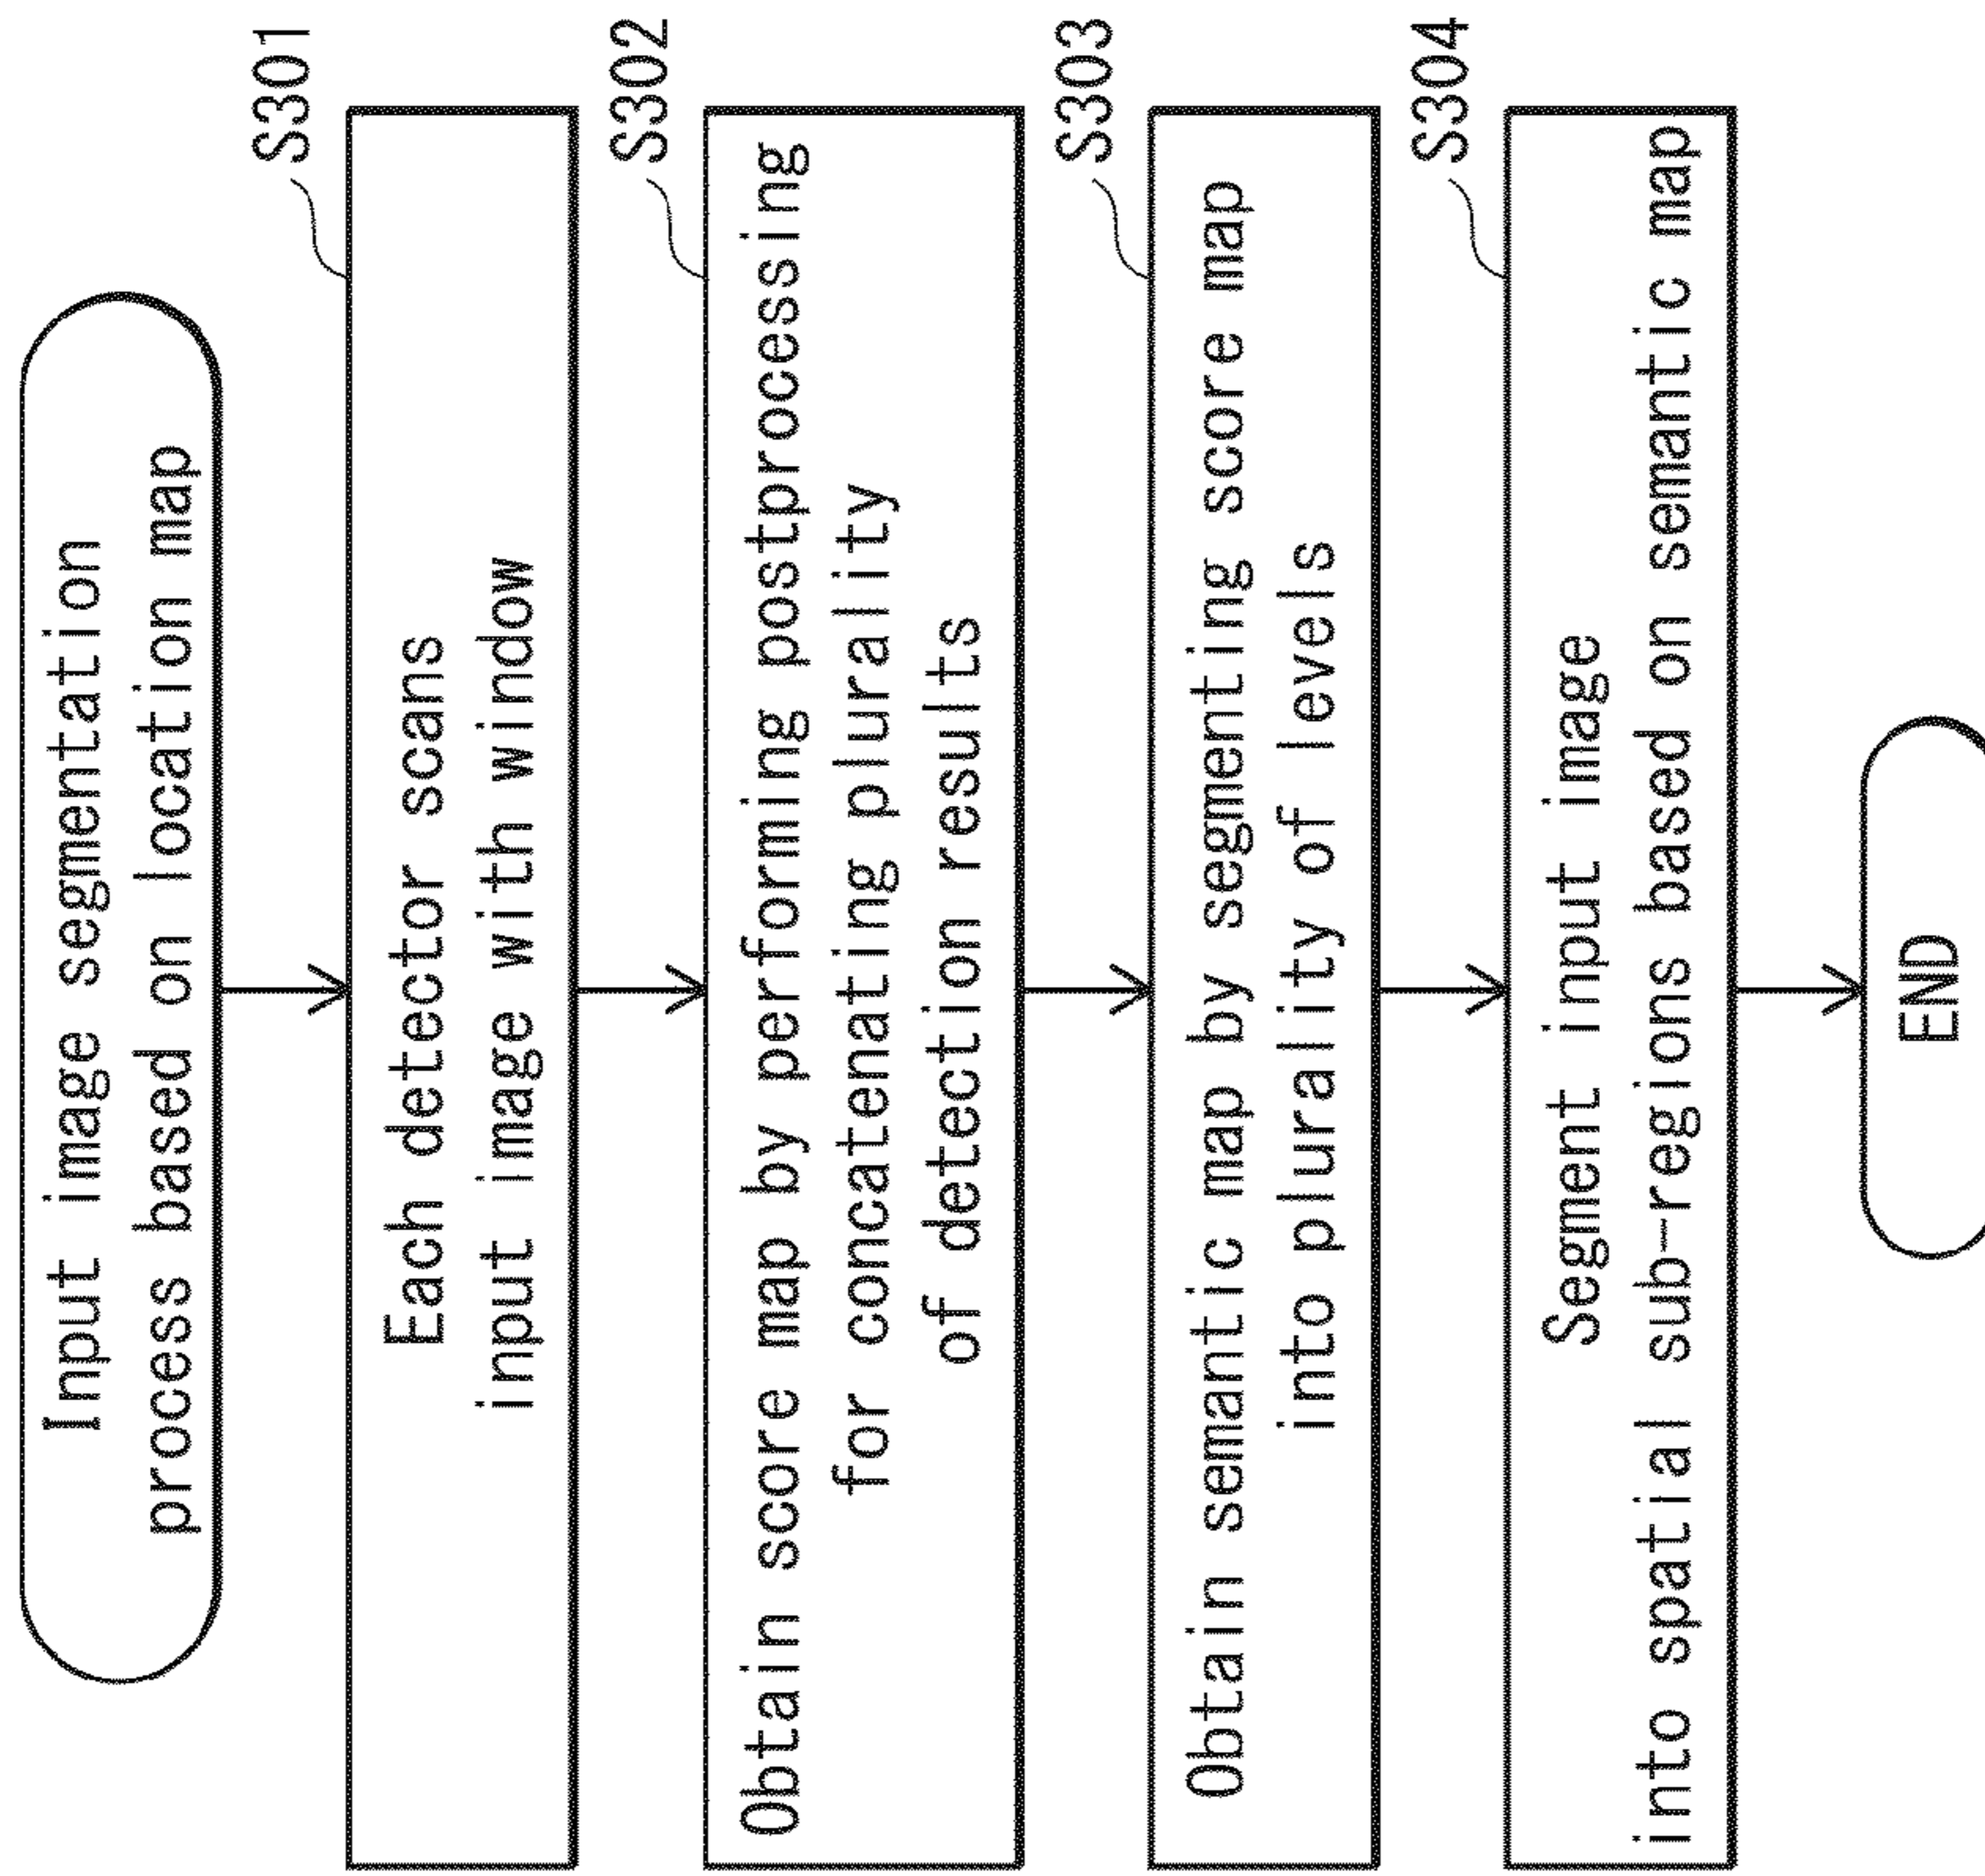 Input image segmentation
process based on location map
S301
Each detector scans
input image with window
S302
Obtain score map by performing postprocessing
for concatenating plurality
of detection results
S303
Obtain semantic map by segmenting score map
into plurality of levels
S304
Segment input image
into spatial sub-regions based on semantic map
END